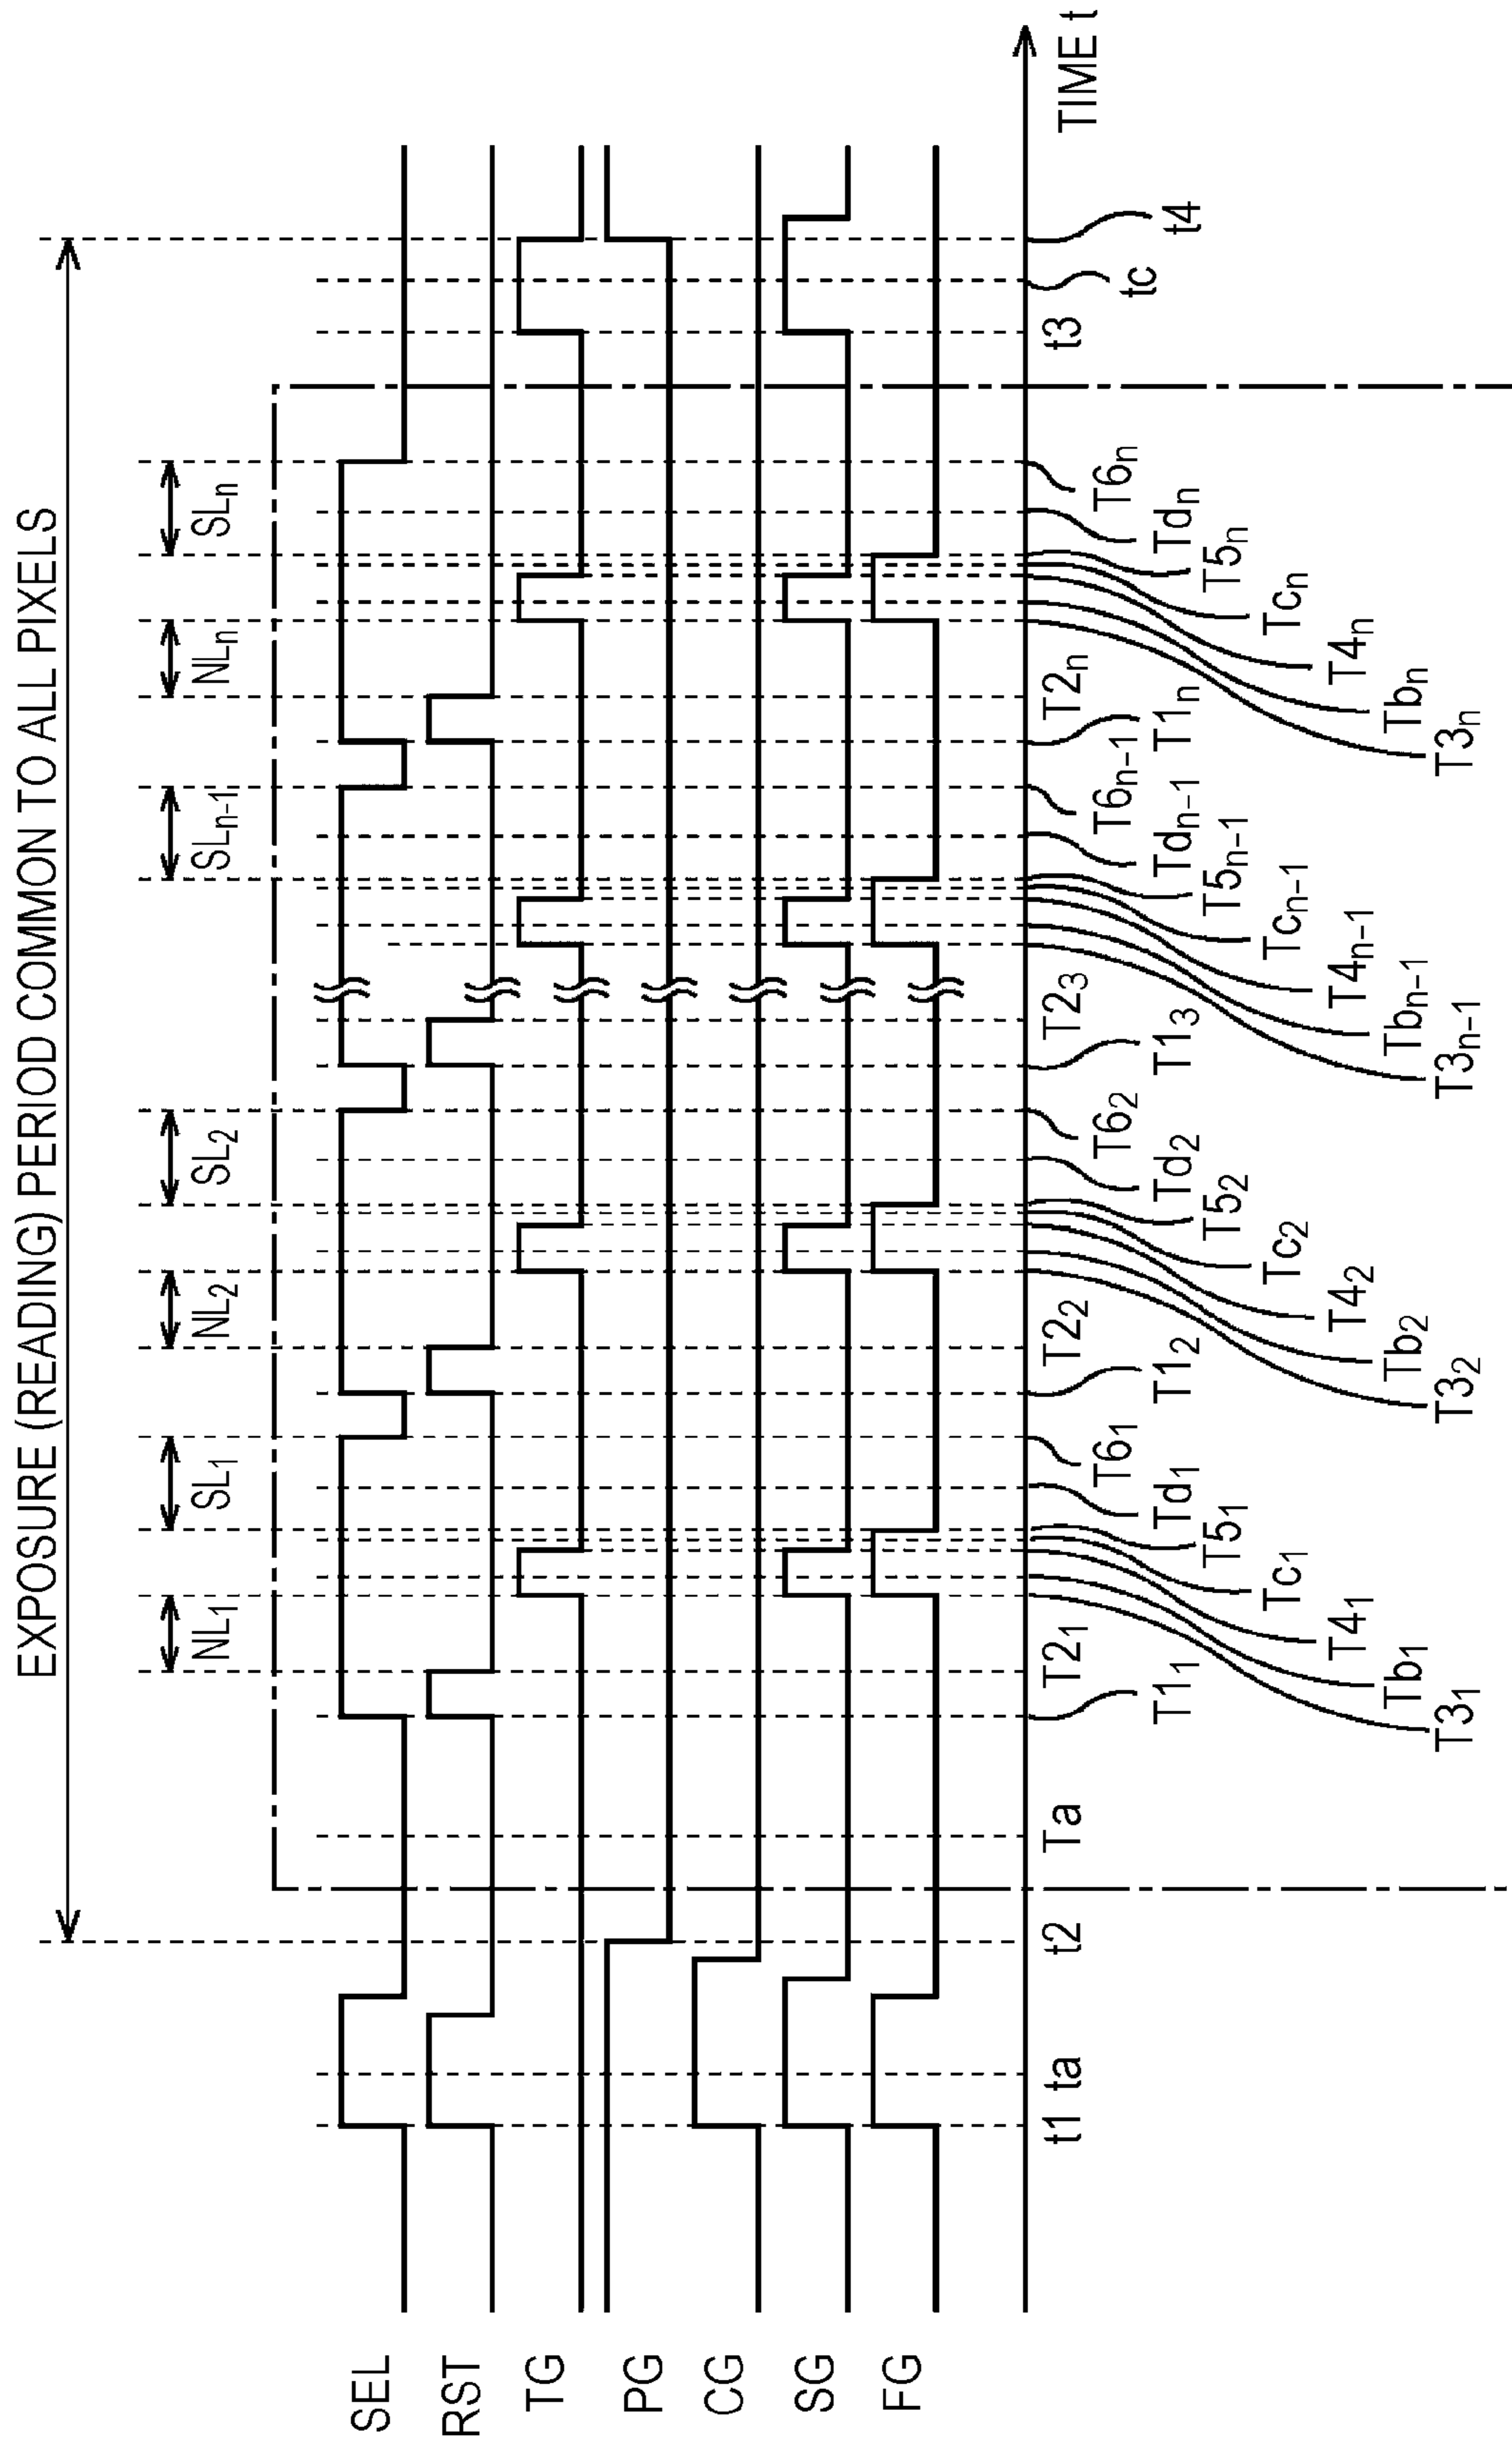 EXPOSURE (READING) PERIOD COMMON TO ALL PIXELS
NL1 SL1 NL2 SL2 SLn-1 NLn SLn
SEL
RST
TG
PG
CG
SG
FG
TIME t
t1 ta t2 Ta T21 T22 T23 T2n t3
T61 T62 T6n-1 T6n tc
T11 Td1 T12 Td2 T13 Tdn-1 T1n Tdn t4
T51 T52 T5n-1 T5n
Tc1 Tc2 Tcn-1 Tcn
T41 T42 T4n-1 T4n
Tb1 Tb2 Tbn-1 Tbn
T31 T32 T3n-1 T3n